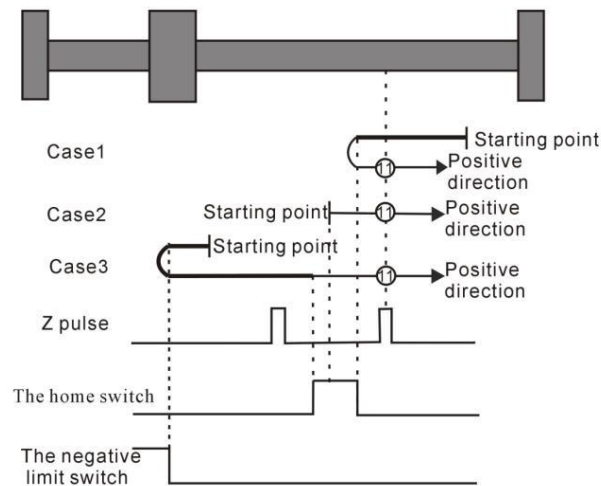 Starting point
Case1
11
Positive
direction
Case2
Starting point
11
Positive
direction
Starting point
Case3
11
Positive
direction
Z pulse
The home switch
The negative
limit switch